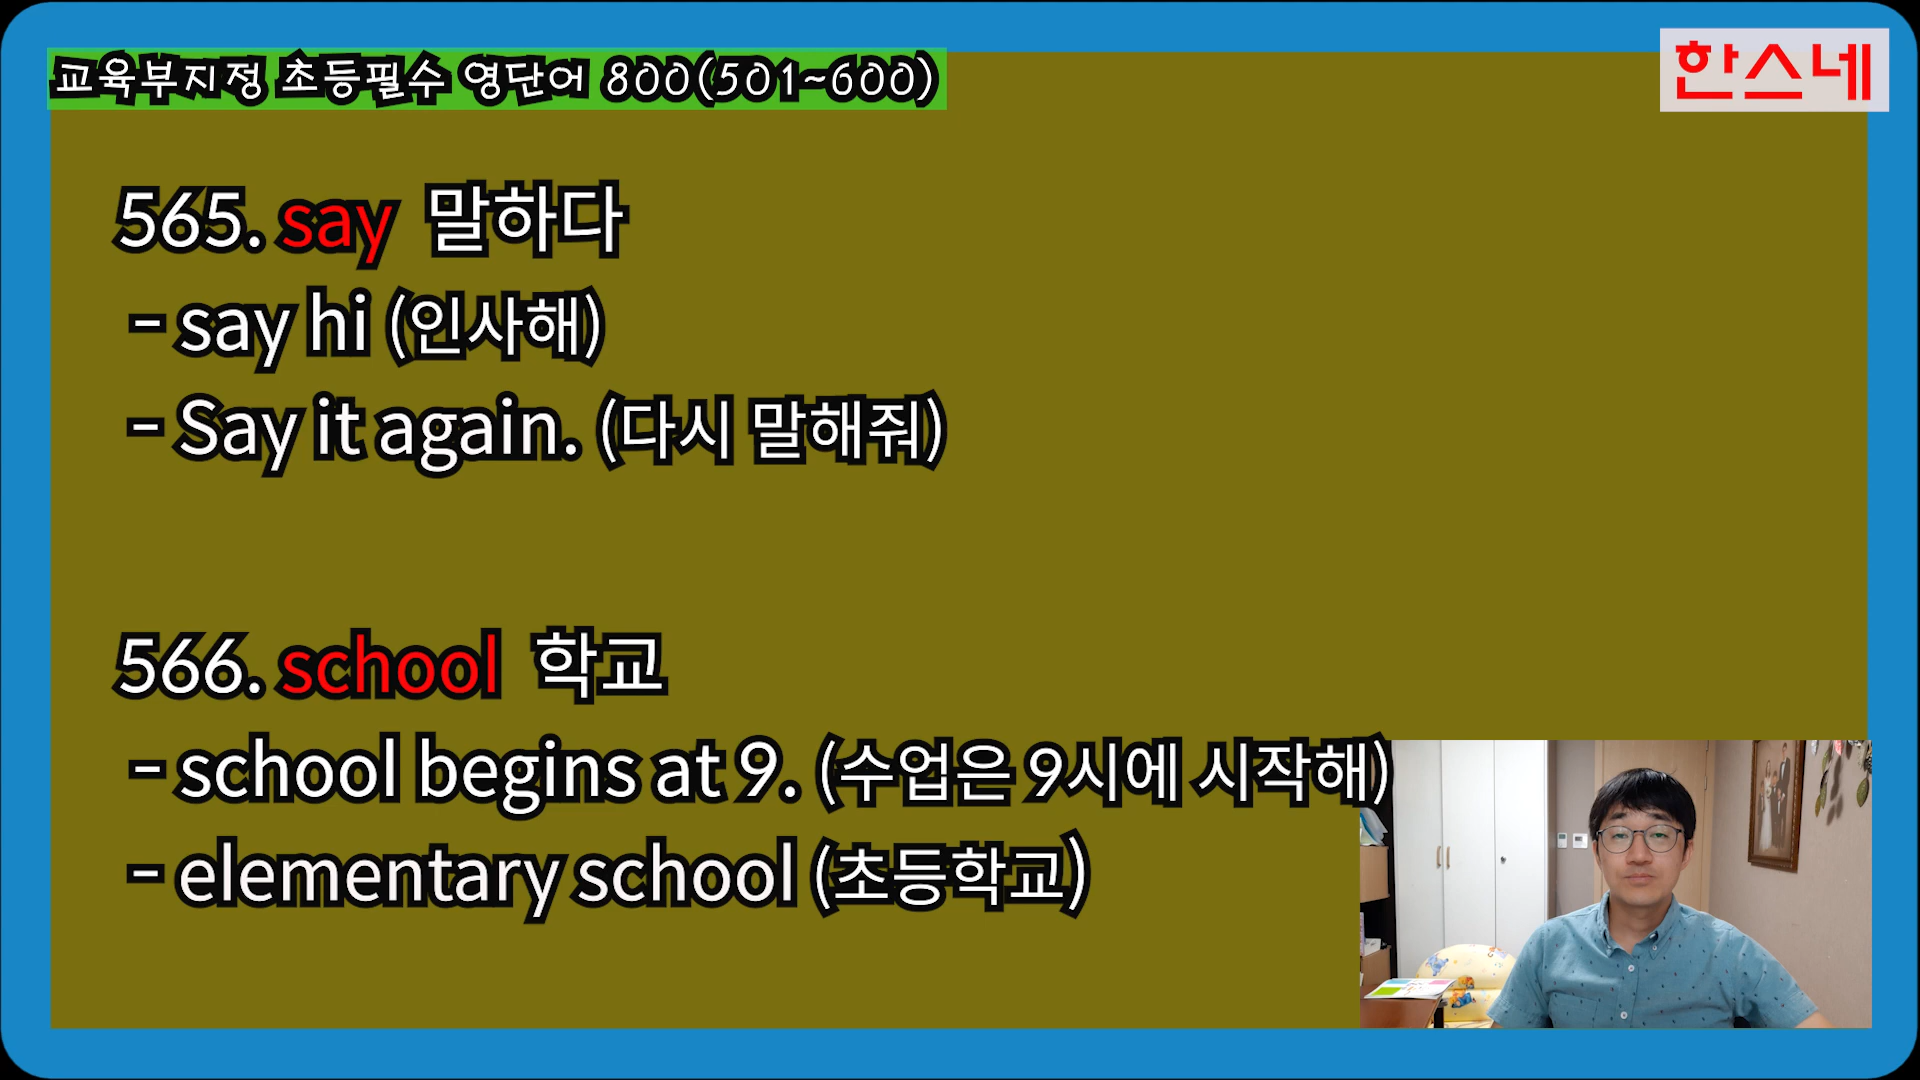 교육부지정 초등필수 영단어 800(501~600)
한스네
565. say 말하다
- say hi (인사해)
- Say it again. (다시 말해줘)
566. school 학교
- school begins at 9. (수업은 9시에 시작해)
- elementary school (초등학교)